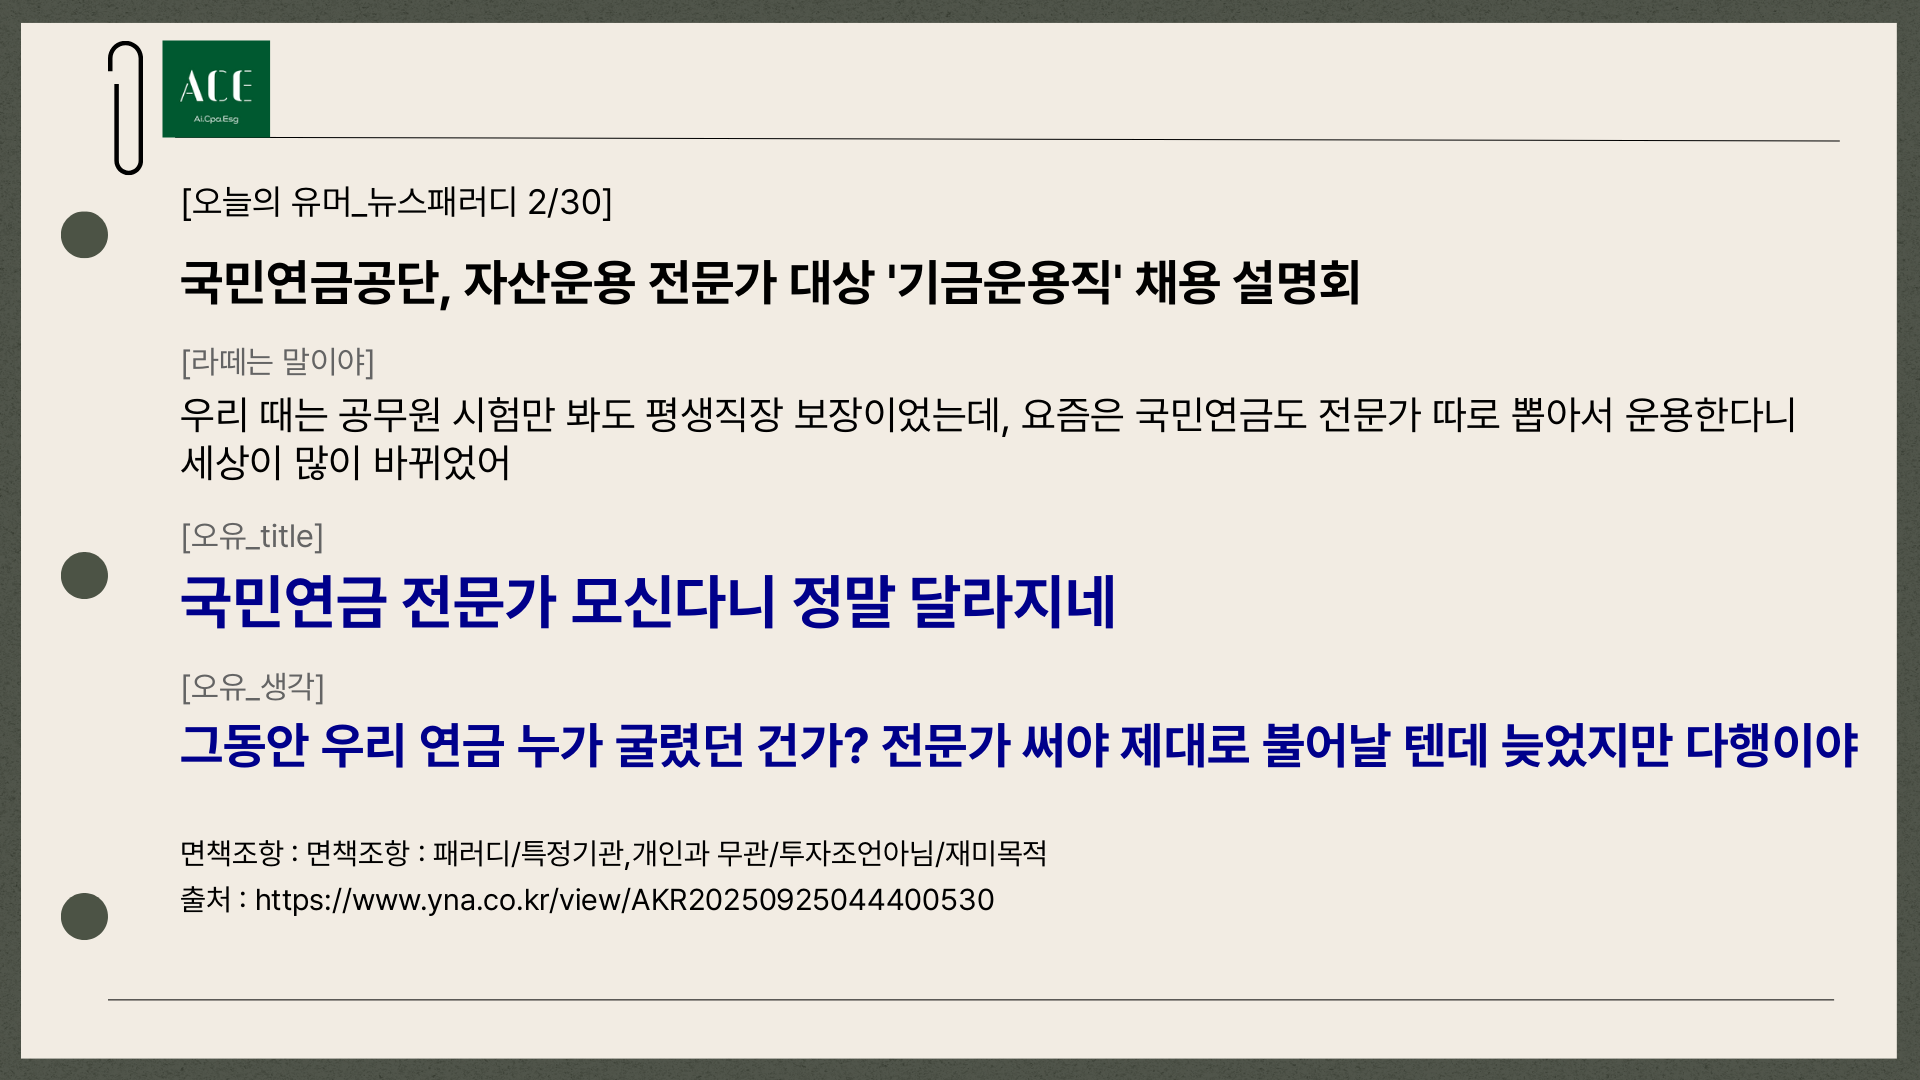 ACE
Ai.Cpa.Esg
[오늘의 유머_뉴스패러디 2/30]
국민연금공단, 자산운용 전문가 대상 '기금운용직' 채용 설명회
[라떼는 말이야]
우리 때는 공무원 시험만 봐도 평생직장 보장이었는데, 요즘은 국민연금도 전문가 따로 뽑아서 운용한다니
세상이 많이 바뀌었어
[오유_title]
국민연금 전문가 모신다니 정말 달라지네
[오유_생각]
그동안 우리 연금 누가 굴렸던 건가? 전문가 써야 제대로 불어날 텐데 늦었지만 다행이야
면책조항 : 면책조항 : 패러디/특정기관,개인과 무관/투자조언아님/재미목적
출처 : https://www.yna.co.kr/view/AKR20250925044400530